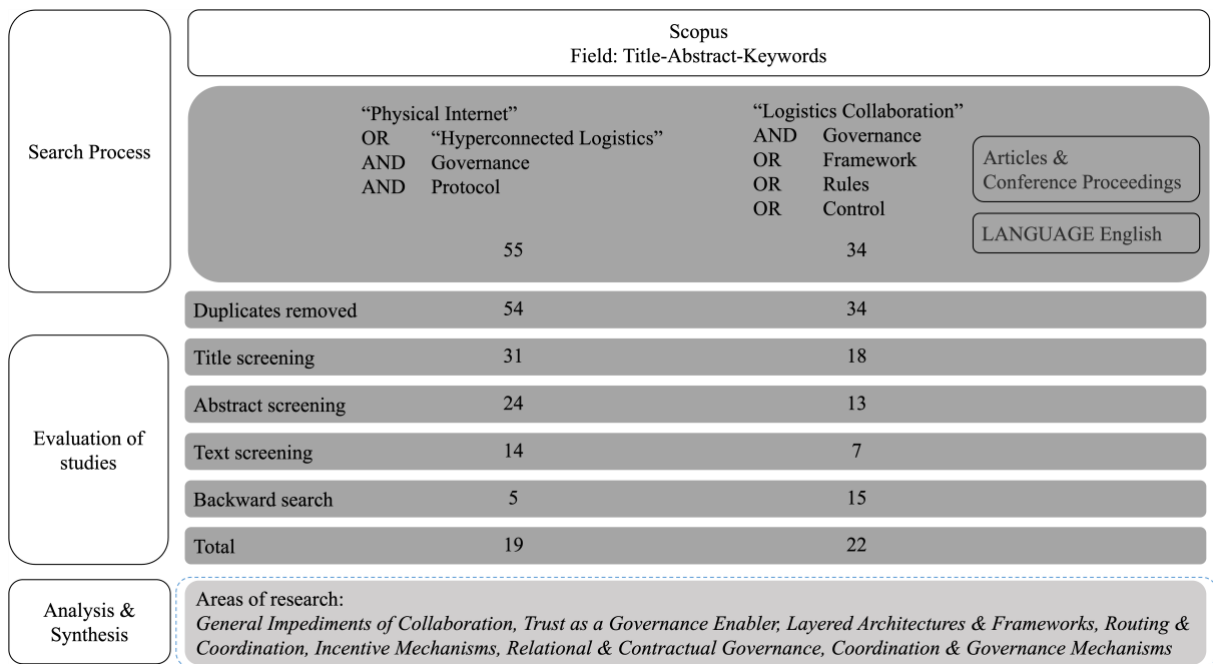 Search Process
Scopus
Field: Title-Abstract-Keywords
“Physical Internet”
OR “Hyperconnected Logistics”
AND Governance
AND Protocol
55
“Logistics Collaboration”
AND Governance
OR Framework
OR Rules
OR Control
34
Articles &
Conference Proceedings
LANGUAGE English
Evaluation of
studies
Duplicates removed 54 34
Title screening 31 18
Abstract screening 24 13
Text screening 14 7
Backward search 5 15
Total 19 22
Analysis &
Synthesis
Areas of research:
General Impediments of Collaboration, Trust as a Governance Enabler, Layered Architectures & Frameworks, Routing &
Coordination, Incentive Mechanisms, Relational & Contractual Governance, Coordination & Governance Mechanisms